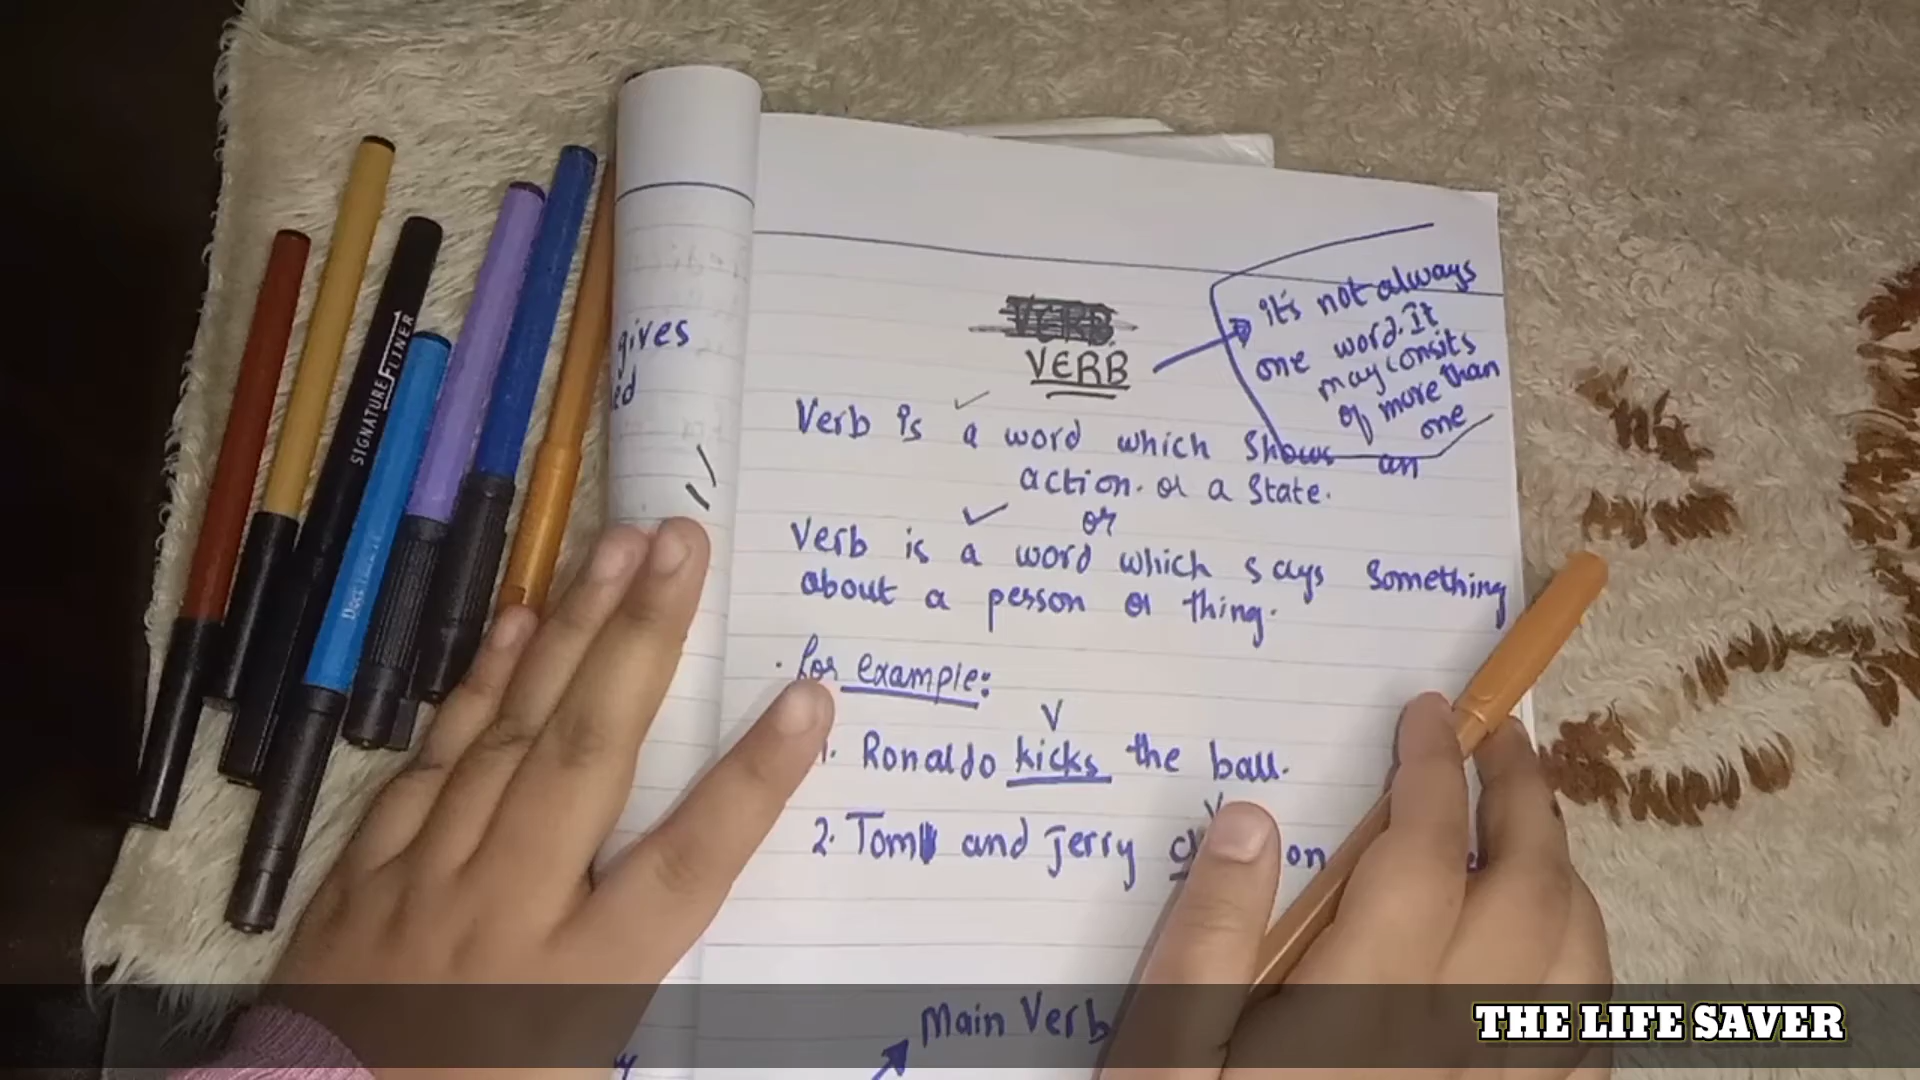 gives
ed
SIGNATURE FLINER
VERB
VERB
it's not always
one word. It
may consits
of more than
one
Verb is a word which shows an
action. or a state.
or
Verb is a word which says something
about a person or thing.
. for example:
V
1. Ronaldo kicks the ball.
V
2. Tom and Jerry on
Main Verb
THE LIFE SAVER